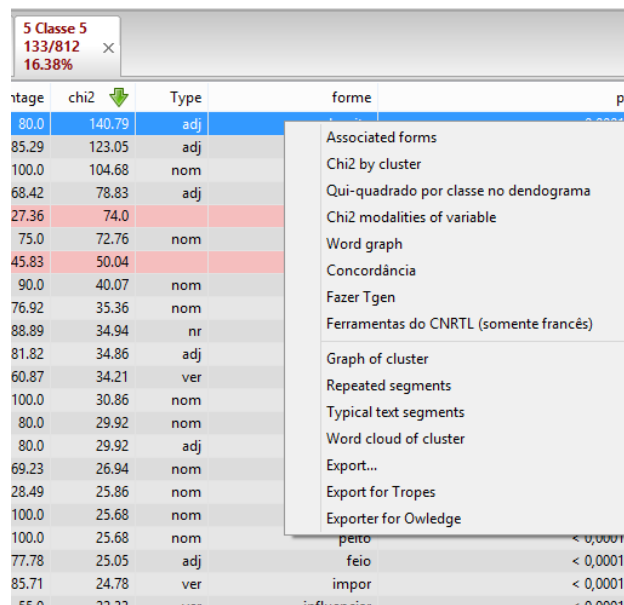 5 Classe 5
133/812
16.38%
ntage chi2 Type forme p
80.0 140.79 adj
85.29 123.05 adj
100.0 104.68 nom
68.42 78.83 adj
27.36 74.0
75.0 72.76 nom
45.83 50.04
90.0 40.07 nom
76.92 35.36 nom
88.89 34.94 nr
81.82 34.86 adj
60.87 34.21 ver
100.0 30.86 nom
80.0 29.92 nom
80.0 29.92 adj
69.23 26.94 nom
28.49 25.86 nom
100.0 25.68 nom
100.0 25.68 nom peito < 0,0001
77.78 25.05 adj feio < 0,0001
85.71 24.78 ver impor < 0,0001
Associated forms
Chi2 by cluster
Qui-quadrado por classe no dendograma
Chi2 modalities of variable
Word graph
Concordância
Fazer Tgen
Ferramentas do CNRTL (somente francês)
Graph of cluster
Repeated segments
Typical text segments
Word cloud of cluster
Export...
Export for Tropes
Exporter for Owledge